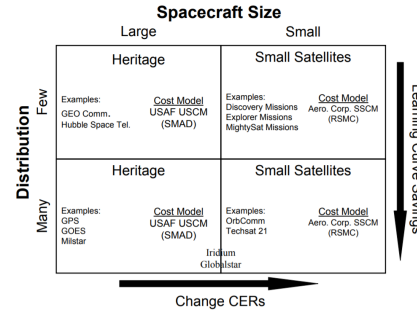 Spacecraft Size
Large Small
Distribution
Few
Many
Heritage
Examples:
GEO Comm.
Hubble Space Tel.
Cost Model
USAF USCM
(SMAD)
Small Satellites
Examples:
Discovery Missions
Explorer Missions
MightySat Missions
Cost Model
Aero. Corp. SSCM
(RSMC)
Heritage
Examples:
GPS
GOES
Milstar
Cost Model
USAF USCM
(SMAD)
Small Satellites
Examples:
OrbComm
Techsat 21
Cost Model
Aero. Corp. SSCM
(RSMC)
Iridium
Globalstar
Learning Curve Savings
Change CERs